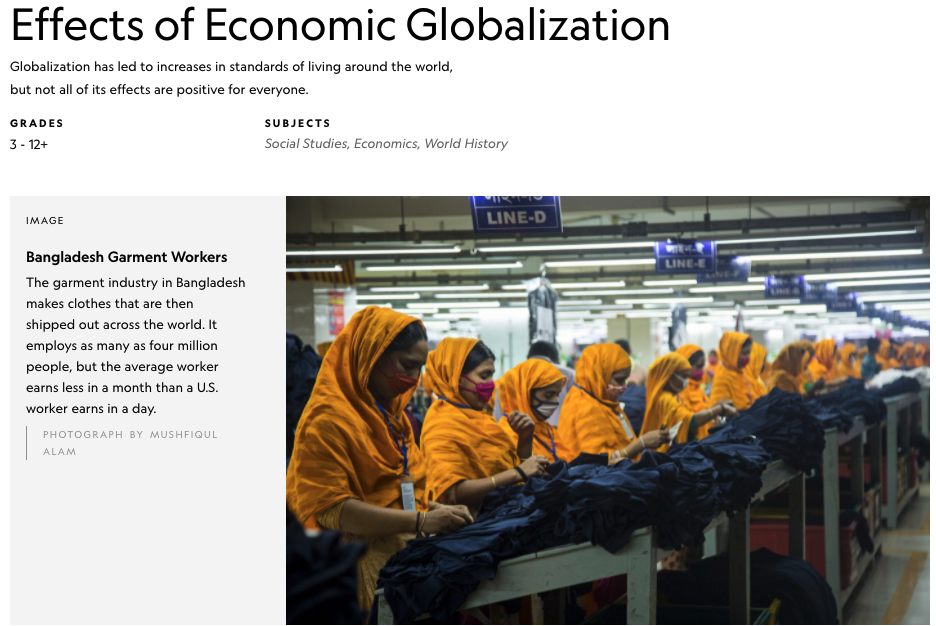 Effects of Economic Globalization
Globalization has led to increases in standards of living around the world,
but not all of its effects are positive for everyone.
GRADES
3 - 12+
SUBJECTS
Social Studies, Economics, World History
IMAGE
Bangladesh Garment Workers
The garment industry in Bangladesh
makes clothes that are then
shipped out across the world. It
employs as many as four million
people, but the average worker
earns less in a month than a U.S.
worker earns in a day.
PHOTOGRAPH BY MUSHFIQUL
ALAM
LINE-D
LINE-E